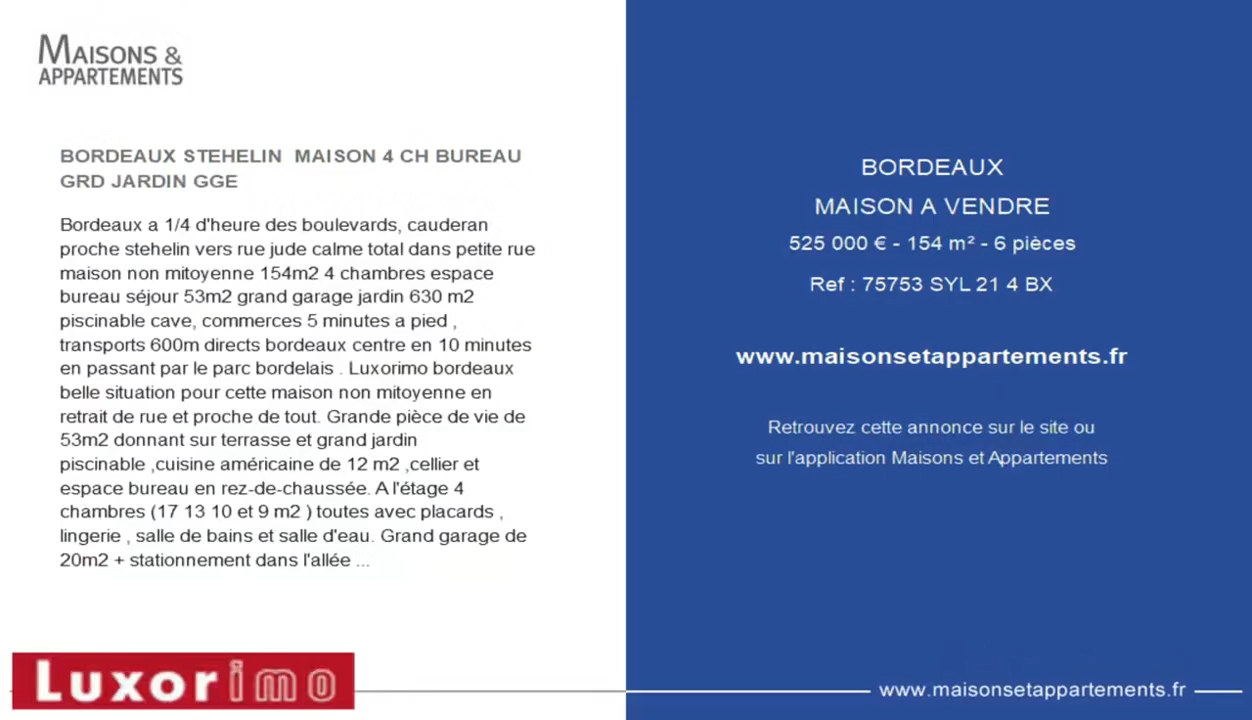 MAISONS &
APPARTEMENTS
BORDEAUX STEHELIN  MAISON 4 CH BUREAU
GRD JARDIN GGE
Bordeaux a 1/4 d'heure des boulevards, cauderan
proche stehelin vers rue jude calme total dans petite rue
maison non mitoyenne 154m2 4 chambres espace
bureau séjour 53m2 grand garage jardin 630 m2
piscinable cave, commerces 5 minutes a pied ,
transports 600m directs bordeaux centre en 10 minutes
en passant par le parc bordelais . Luxorimo bordeaux
belle situation pour cette maison non mitoyenne en
retrait de rue et proche de tout. Grande pièce de vie de
53m2 donnant sur terrasse et grand jardin
piscinable ,cuisine américaine de 12 m2 ,cellier et
espace bureau en rez-de-chaussée. A l'étage 4
chambres (17 13 10 et 9 m2 ) toutes avec placards ,
lingerie , salle de bains et salle d'eau. Grand garage de
20m2 + stationnement dans l'allée ...
Luxorimo
BORDEAUX
MAISON A VENDRE
525 000 € - 154 m² - 6 pièces
Ref : 75753 SYL 21 4 BX
www.maisonsetappartements.fr
Retrouvez cette annonce sur le site ou
sur l'application Maisons et Appartements
www.maisonsetappartements.fr